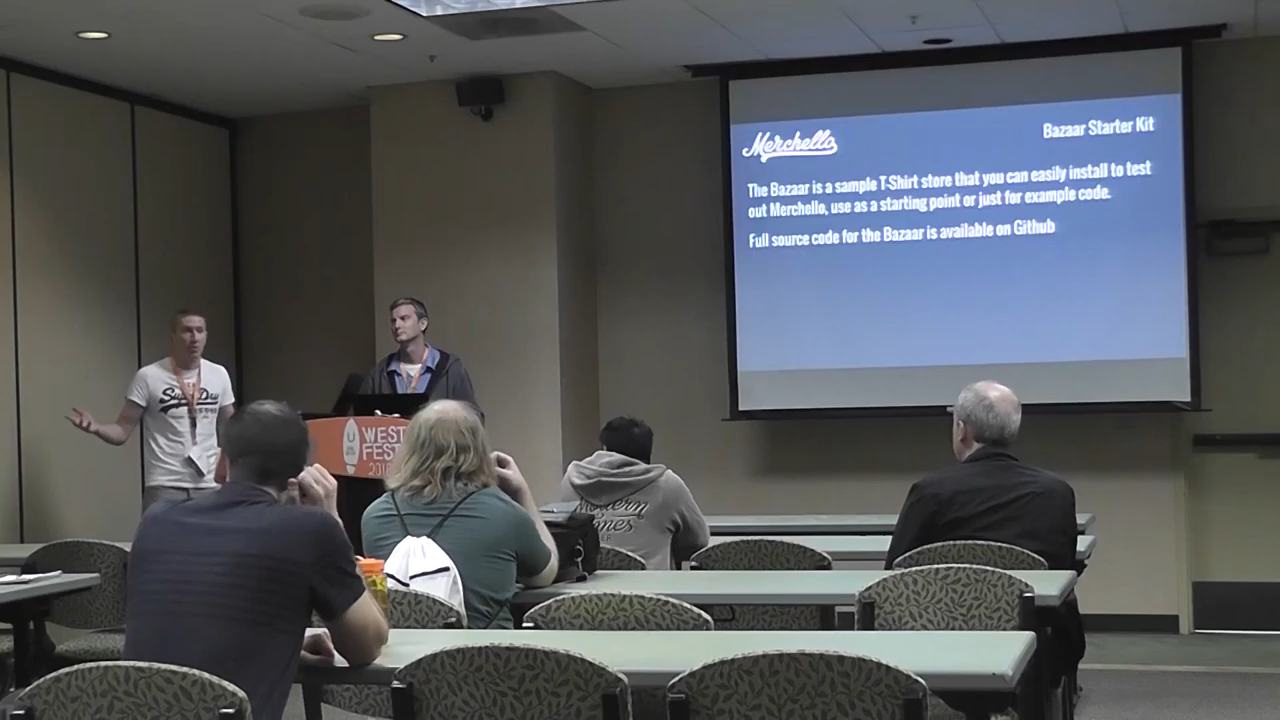 Merchello
Bazaar Starter Kit
The Bazaar is a sample T-Shirt store that you can easily install to test
out Merchello, use as a starting point or just for example code.
Full source code for the Bazaar is available on Github
WEST
FEST
2016
Modern